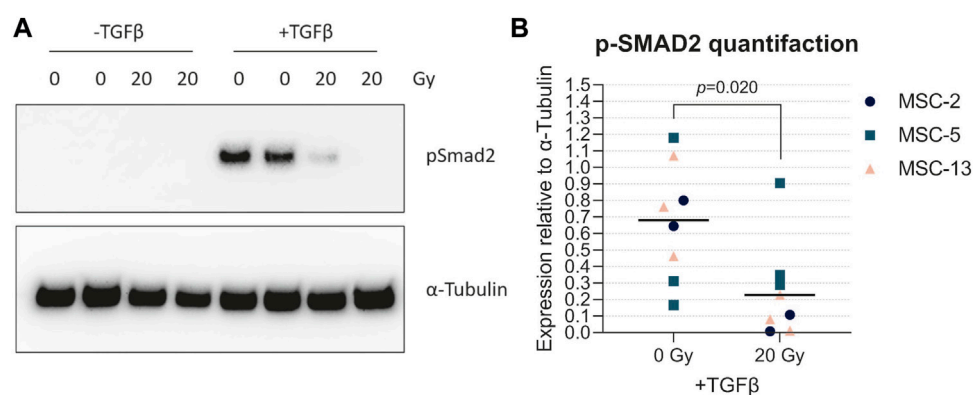 A
-TGFβ +TGFβ
0 0 20 20 0 0 20 20 Gy
pSmad2
α-Tubulin
B
p-SMAD2 quantifaction
Expression relative to α-Tubulin
1.5
1.4
1.3
1.2
1.1
1.0
0.9
0.8
0.7
0.6
0.5
0.4
0.3
0.2
0.1
0.0
p=0.020
0 Gy 20 Gy
+TGFβ
MSC-2
MSC-5
MSC-13